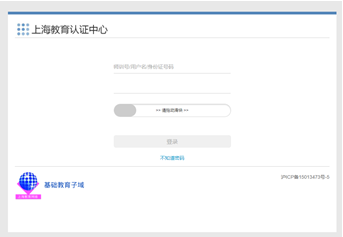 上海教育认证中心
师训号/用户名/身份证号码
>> 请拖动滑块 <<
登录
不知道密码
沪ICP备15013473号-5
基础教育子域